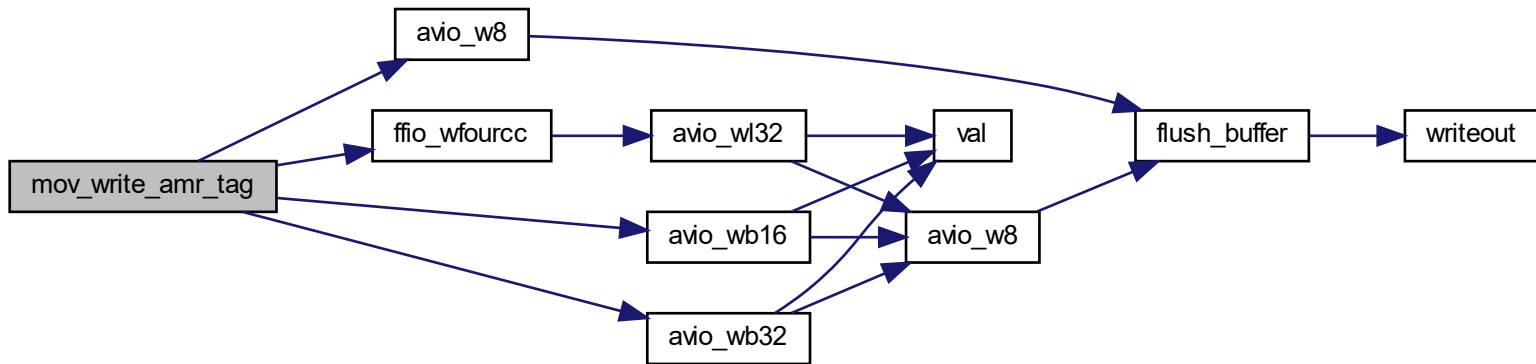 avio_w8
ffio_wfourcc
avio_wl32
val
flush_buffer
writeout
mov_write_amr_tag
avio_wb16
avio_w8
avio_wb32